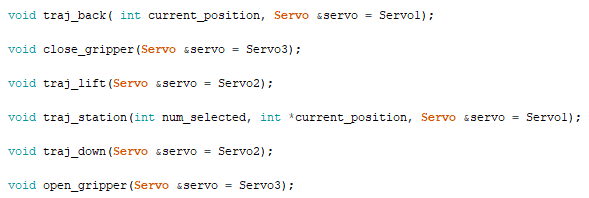 void traj_back( int current_position, Servo &servo = Servo1);
void close_gripper(Servo &servo = Servo3);
void traj_lift(Servo &servo = Servo2);
void traj_station(int num_selected, int *current_position, Servo &servo = Servo1);
void traj_down(Servo &servo = Servo2);
void open_gripper(Servo &servo = Servo3);